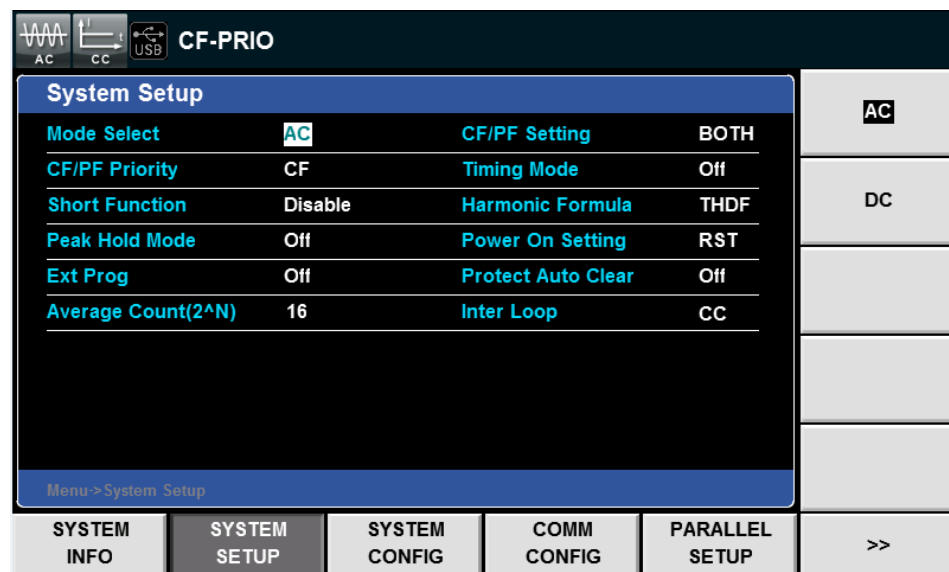 AC CC t USB CF-PRIO
System Setup
AC
Mode Select AC CF/PF Setting BOTH
CF/PF Priority CF Timing Mode Off
Short Function Disable Harmonic Formula THDF
DC
Peak Hold Mode Off Power On Setting RST
Ext Prog Off Protect Auto Clear Off
Average Count(2^N) 16 Inter Loop CC
Menu->System Setup
SYSTEM INFO
SYSTEM SETUP
SYSTEM CONFIG
COMM CONFIG
PARALLEL SETUP
>>